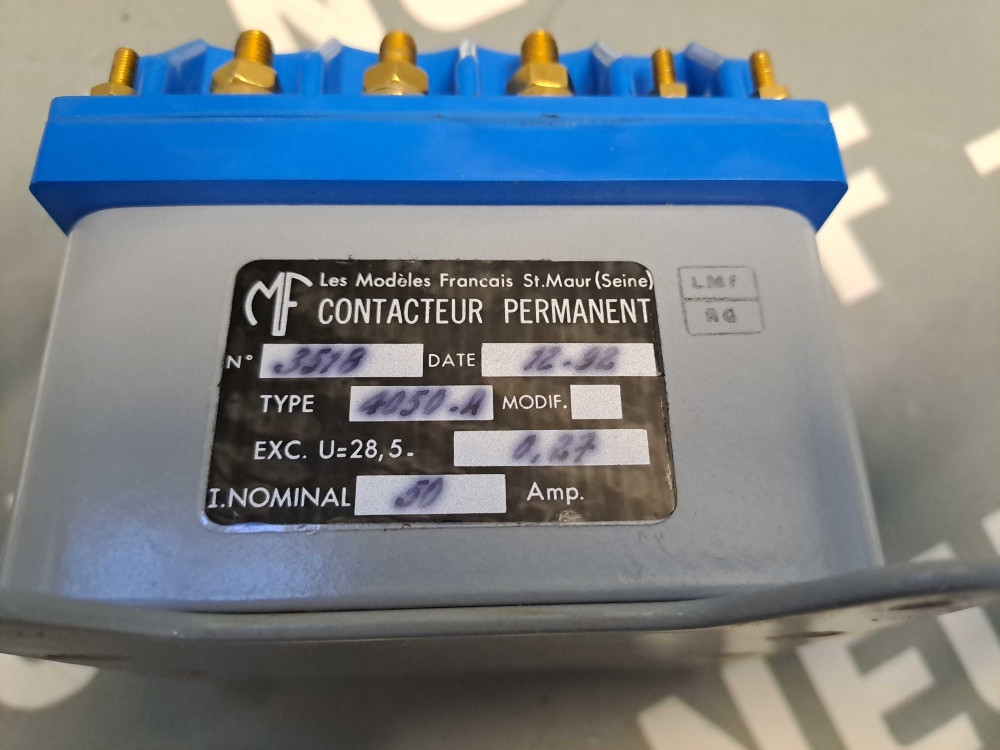 MF Les Modèles Francais St.Maur (Seine)
CONTACTEUR PERMANENT
N° 3518 DATE 12-92
TYPE 4050-A MODIF.
EXC. U=28,5- 0,27
I.NOMINAL 50 Amp.
LMF
RG